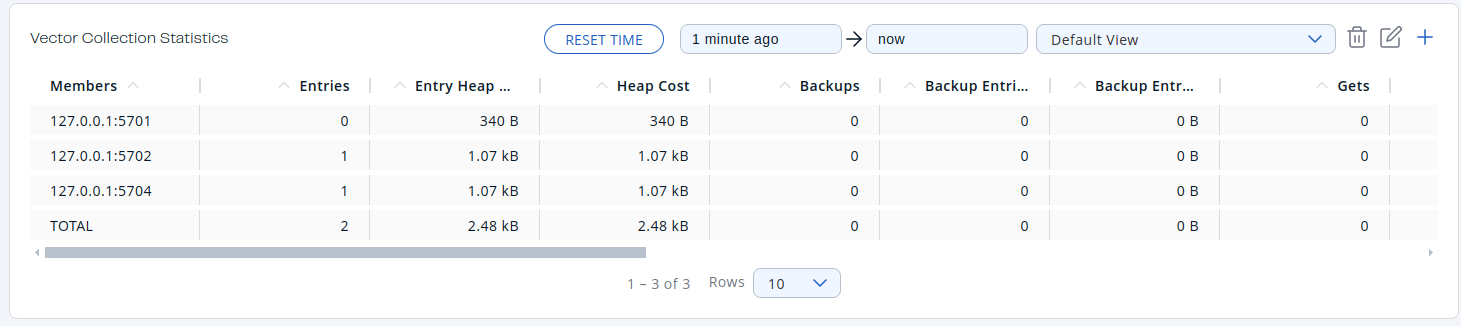 Vector Collection Statistics RESET TIME 1 minute ago now Default View
Members Entries Entry Heap ... Heap Cost Backups Backup Entri... Backup Entr... Gets
127.0.0.1:5701 0 340 B 340 B 0 0 0 B 0
127.0.0.1:5702 1 1.07 kB 1.07 kB 0 0 0 B 0
127.0.0.1:5704 1 1.07 kB 1.07 kB 0 0 0 B 0
TOTAL 2 2.48 kB 2.48 kB 0 0 0 B 0
1 – 3 of 3 Rows 10